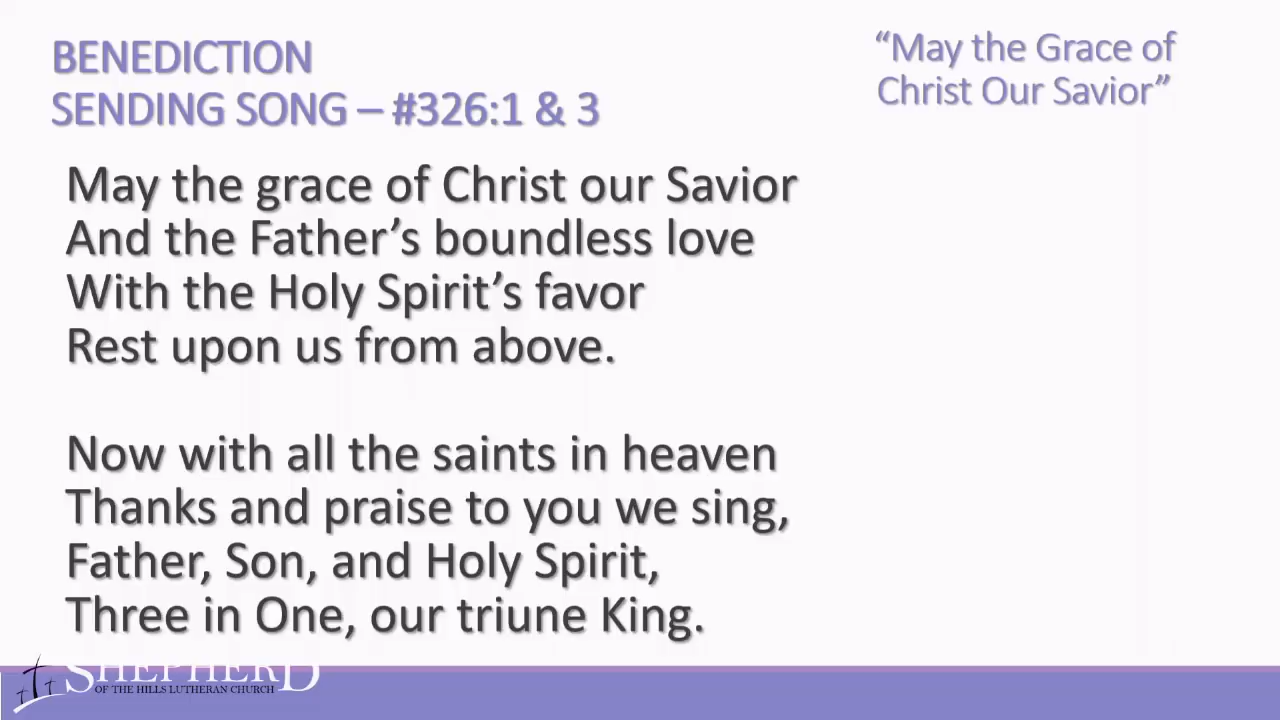 BENEDICTION
SENDING SONG – #326:1 & 3
“May the Grace of
Christ Our Savior”
May the grace of Christ our Savior
And the Father’s boundless love
With the Holy Spirit’s favor
Rest upon us from above.
Now with all the saints in heaven
Thanks and praise to you we sing,
Father, Son, and Holy Spirit,
Three in One, our triune King.
SHEPHERD
OF THE HILLS LUTHERAN CHURCH